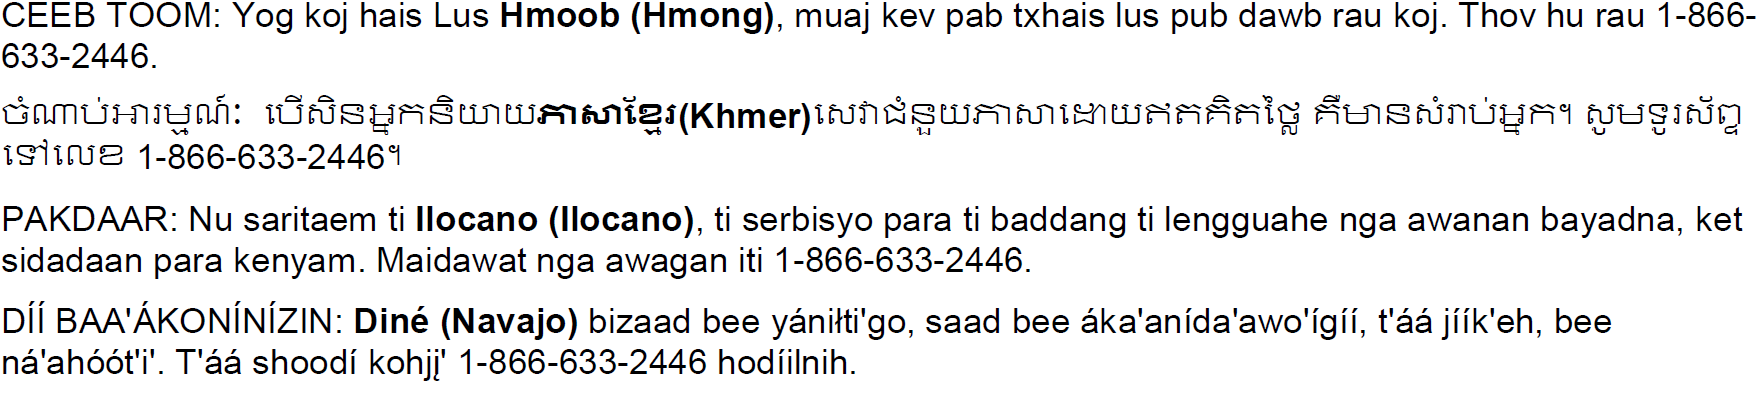 CEEB TOOM: Yog koj hais Lus Hmoob (Hmong), muaj kev pab txhais lus pub dawb rau koj. Thov hu rau 1-866-
633-2446.
ចំណាប់អារម្មណ៍ៈ  បើសិនអ្នកនិយាយភាសាខ្មែរ(Khmer)សេវាជំនួយភាសាដោយឥតគិតថ្លៃ គឺមានសំរាប់អ្នក។ សូមទូរស័ព្ទ
ទៅលេខ 1-866-633-2446។
PAKDAAR: Nu saritaem ti Ilocano (Ilocano), ti serbisyo para ti baddang ti lengguahe nga awanan bayadna, ket
sidadaan para kenyam. Maidawat nga awagan iti 1-866-633-2446.
DÍÍ BAA'ÁKONÍNÍZIN: Diné (Navajo) bizaad bee yániłti'go, saad bee áka'anída'awo'ígíí, t'áá jíík'eh, bee
ná'ahóót'i'. T'áá shoodí kohjį' 1-866-633-2446 hodíilnih.